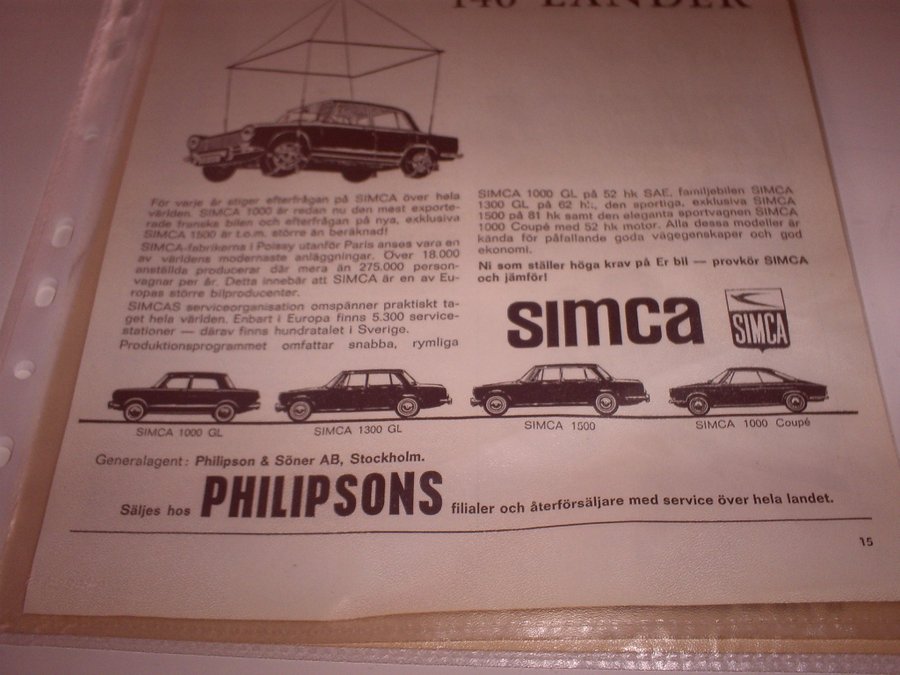 140 LÄNDER
För varje år stiger efterfrågan på SIMCA över hela
världen. SIMCA 1000 är redan nu den mest exporte-
rade franska bilen och efterfrågan på nya, exklusiva
SIMCA 1500 är t.o.m. större än beräknad!
SIMCA-fabrikerna i Poissy utanför Paris anses vara en
av världens modernaste anläggningar. Över 18.000
anställda producerar där mera än 275.000 person-
vagnar per år. Detta innebär att SIMCA är en av Eu-
ropas större bilproducenter.
SIMCAS serviceorganisation omspänner praktiskt ta-
get hela världen. Enbart i Europa finns 5.300 service-
stationer — därav finns hundratalet i Sverige.
Produktionsprogrammet omfattar snabba, rymliga
SIMCA 1000 GL på 52 hk SAE, familjebilen SIMCA
1300 GL på 62 hk, den sportiga, exklusiva SIMCA
1500 på 81 hk samt den eleganta sportvagnen SIMCA
1000 Coupé med 52 hk motor. Alla dessa modeller är
kända för påfallande goda vägegenskaper och god
ekonomi.
Ni som ställer höga krav på Er bil — provkör SIMCA
och jämför!
sımca
SIMCA
SIMCA 1000 GL
SIMCA 1300 GL
SIMCA 1500
SIMCA 1000 Coupé
Generalagent: Philipson & Söner AB, Stockholm.
Säljes hos PHILIPSONS filialer och återförsäljare med service över hela landet.
15